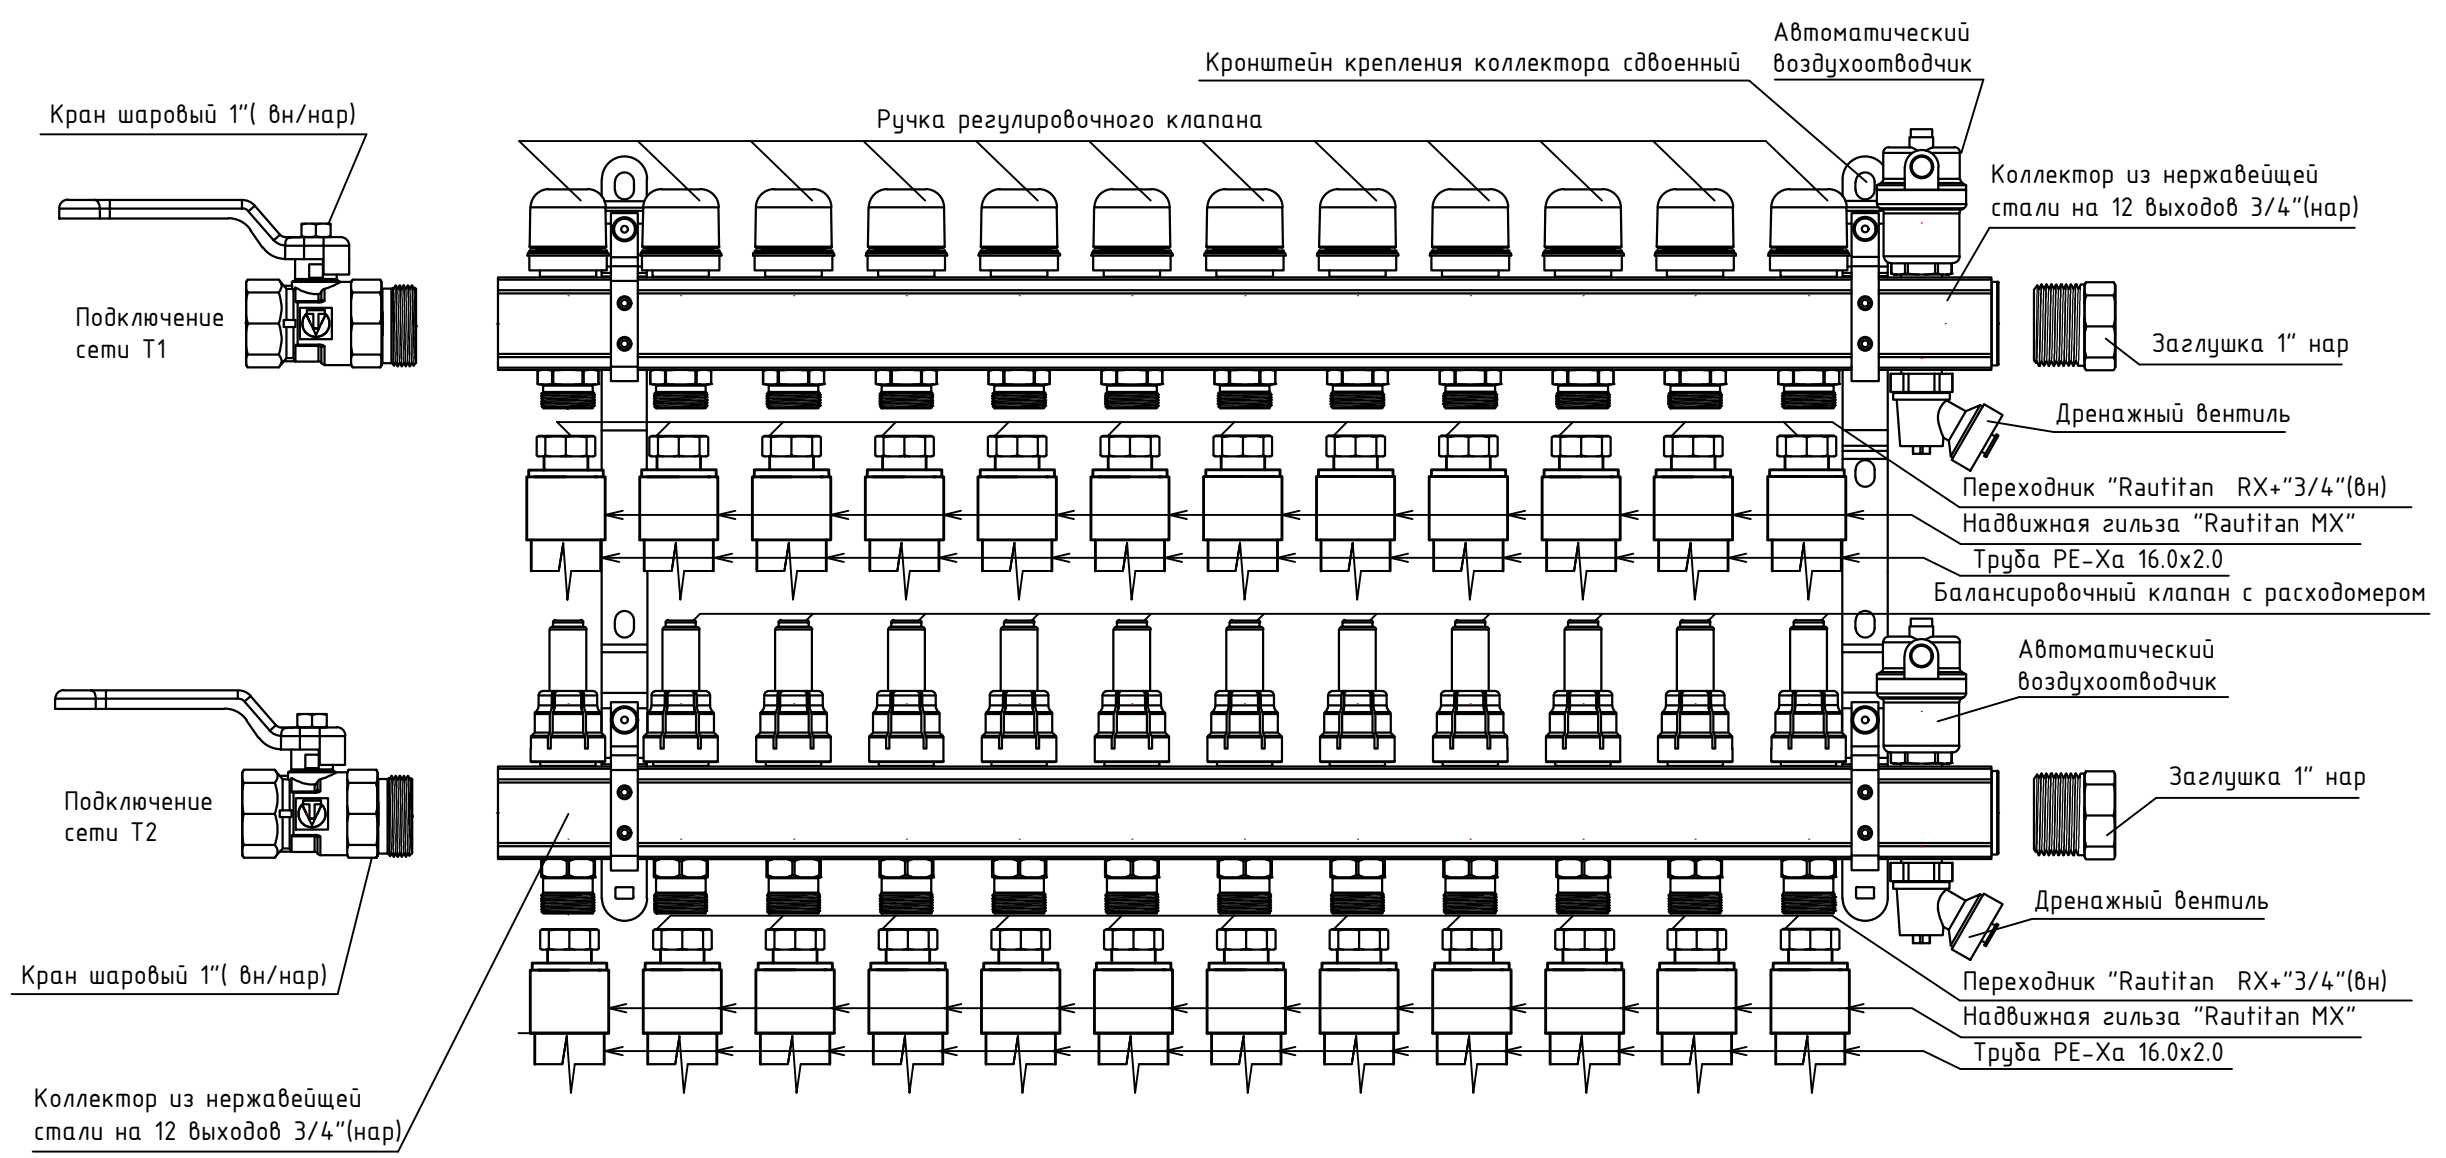 Автоматический
воздухоотводчик
Кронштейн крепления коллектора сдвоенный
Кран шаровый 1"( вн/нар)
Ручка регулировочного клапана
Коллектор из нержавейщей
стали на 12 выходов 3/4"(нар)
Подключение
сети Т1
Заглушка 1" нар
Дренажный вентиль
Переходник "Rautitan RX+"3/4"(вн)
Надвижная гильза "Rautitan MX"
Труба PE-Xa 16.0x2.0
Балансировочный клапан с расходомером
Автоматический
воздухоотводчик
Заглушка 1" нар
Подключение
сети Т2
Дренажный вентиль
Кран шаровый 1"( вн/нар)
Переходник "Rautitan RX+"3/4"(вн)
Надвижная гильза "Rautitan MX"
Труба PE-Xa 16.0x2.0
Коллектор из нержавейщей
стали на 12 выходов 3/4"(нар)